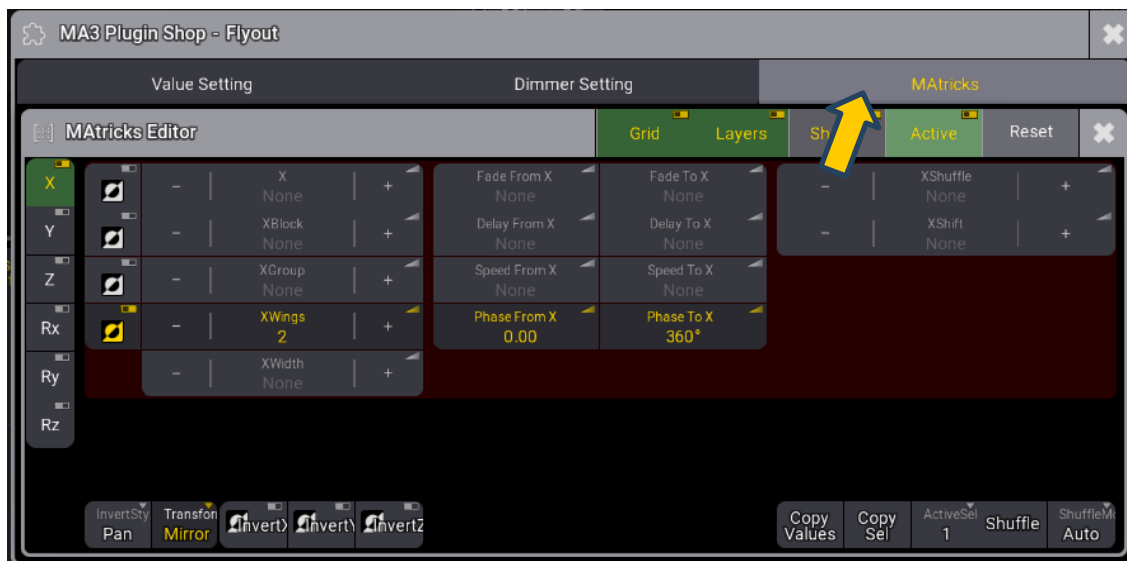 MA3 Plugin Shop - Flyout
Value Setting
Dimmer Setting
MAtricks
MAtricks Editor
Grid
Layers
Sh
Active
Reset
X
Y
Z
Rx
Ry
Rz
- X +
None
- XBlock +
None
- XGroup +
None
- XWings +
2
- XWidth +
None
Fade From X
None
Fade To X
None
Delay From X
None
Delay To X
None
Speed From X
None
Speed To X
None
Phase From X
0.00
Phase To X
360°
- XShuffle +
None
- XShift +
None
InvertSty
Pan
Transfor
Mirror
InvertX
InvertY
InvertZ
Copy
Values
Copy
Sel
ActiveSel
1
Shuffle
ShuffleMo
Auto